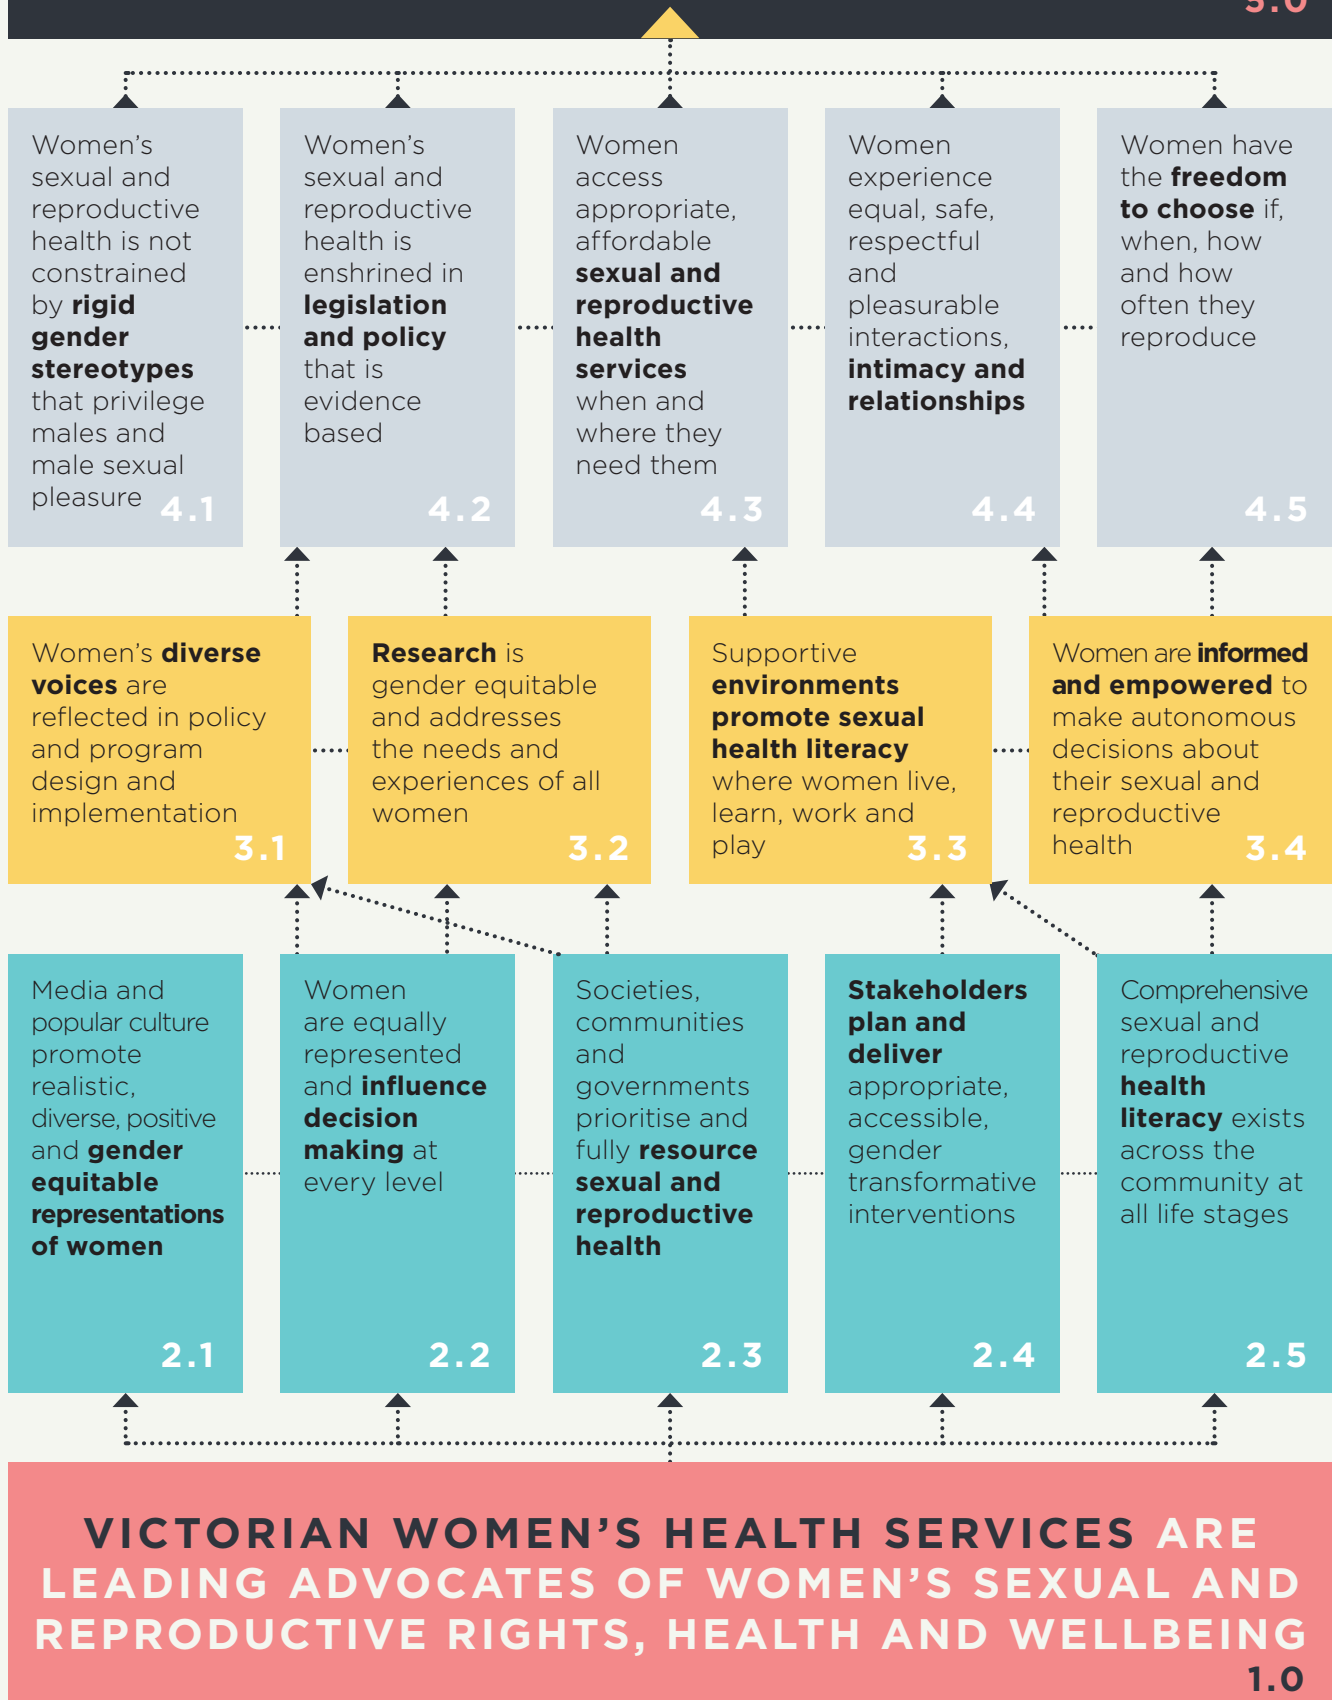 5.0
Women's
sexual and
reproductive
health is not
constrained
by rigid
gender
stereotypes
that privilege
males and
male sexual
pleasure
4.1
Women's
sexual and
reproductive
health is
enshrined in
legislation
and policy
that is
evidence
based
4.2
Women
access
appropriate,
affordable
sexual and
reproductive
health
services
when and
where they
need them
4.3
Women
experience
equal, safe,
respectful
and
pleasurable
interactions,
intimacy and
relationships
4.4
Women have
the freedom
to choose if,
when, how
and how
often they
reproduce
4.5
Women's diverse
voices are
reflected in policy
and program
design and
implementation
3.1
Research is
gender equitable
and addresses
the needs and
experiences of all
women
3.2
Supportive
environments
promote sexual
health literacy
where women live,
learn, work and
play
3.3
Women are informed
and empowered to
make autonomous
decisions about
their sexual and
reproductive
health
3.4
Media and
popular culture
promote
realistic,
diverse, positive
and gender
equitable
representations
of women
2.1
Women
are equally
represented
and influence
decision
making at
every level
2.2
Societies,
communities
and
governments
prioritise and
fully resource
sexual and
reproductive
health
2.3
Stakeholders
plan and
deliver
appropriate,
accessible,
gender
transformative
interventions
2.4
Comprehensive
sexual and
reproductive
health
literacy exists
across the
community at
all life stages
2.5
VICTORIAN WOMEN'S HEALTH SERVICES ARE
LEADING ADVOCATES OF WOMEN'S SEXUAL AND
REPRODUCTIVE RIGHTS, HEALTH AND WELLBEING
1.0